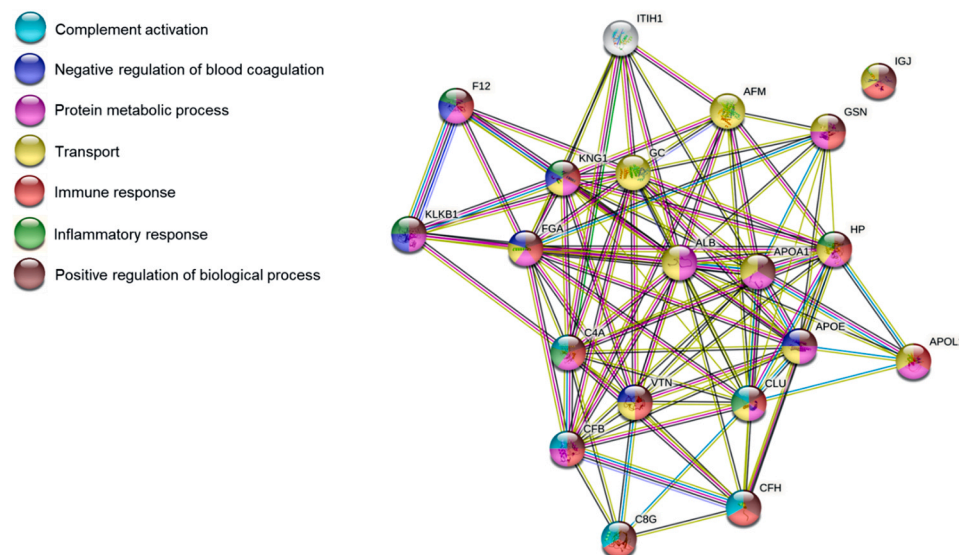 Complement activation
Negative regulation of blood coagulation
Protein metabolic process
Transport
Immune response
Inflammatory response
Positive regulation of biological process
ITIH1
IGJ
F12
AFM
GSN
KNG1
GC
KLKB1
FGA
ALB
APOA1
HP
C4A
APOE
APOL
VTN
CLU
CFB
CFH
C8G